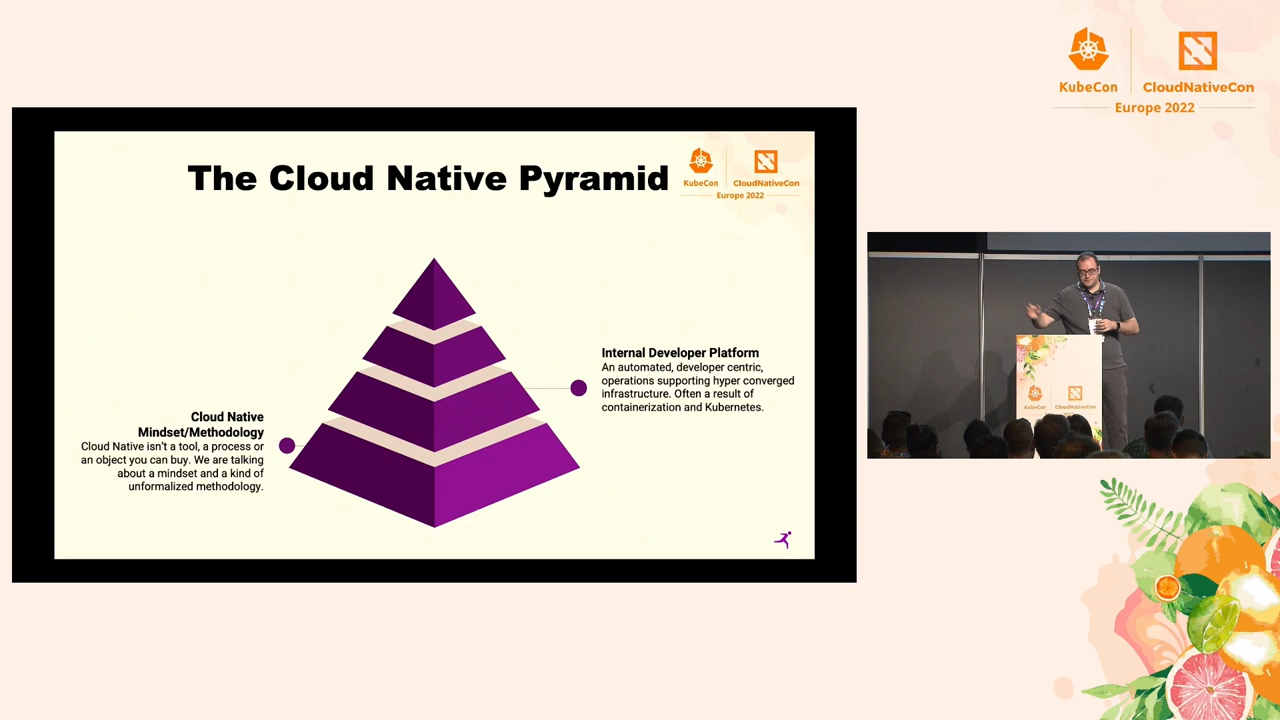 KubeCon
CloudNativeCon
Europe 2022
The Cloud Native Pyramid
KubeCon
CloudNativeCon
Europe 2022
Internal Developer Platform
An automated, developer centric,
operations supporting hyper converged
infrastructure. Often a result of
containerization and Kubernetes.
Cloud Native
Mindset/Methodology
Cloud Native isn't a tool, a process or
an object you can buy. We are talking
about a mindset and a kind of
unformalized methodology.
KubeCon
CloudNativeCon